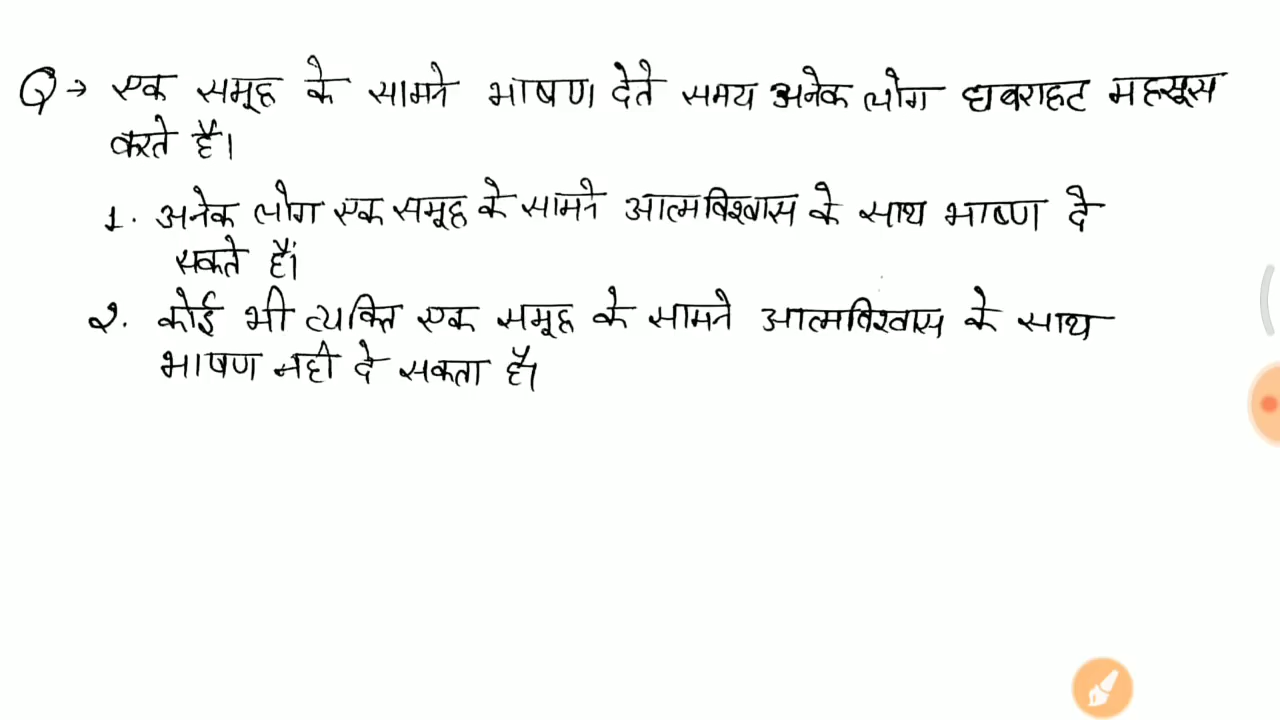 Q → एक समूह के सामने भाषण देते समय अनेक लोग घबराहट महसूस
करते है।
1. अनेक लोग एक समूह के सामने आत्मविश्वास के साथ भाषण दे
सकते हैं।
२. कोई भी व्यक्ति एक समूह के सामने आत्मविश्वास के साथ
भाषण नही दे सकता है।